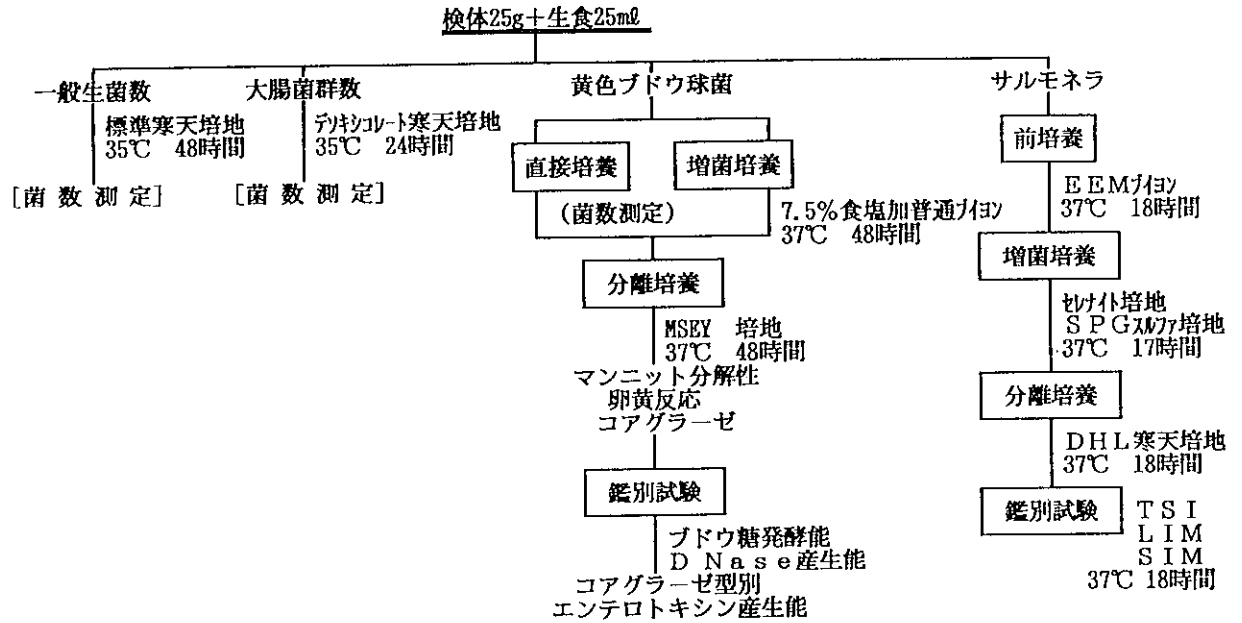 検体25g+生食25mℓ
一般生菌数
標準寒天培地
35℃ 48時間
[菌 数 測 定]
大腸菌群数
デソキシコレート寒天培地
35℃ 24時間
[菌 数 測 定]
黄色ブドウ球菌
直接培養
増菌培養
(菌数測定)
7.5%食塩加普通ブイヨン
37℃ 48時間
分離培養
MSEY 培地
37℃ 48時間
マンニット分解性
卵黄反応
コアグラーゼ
鑑別試験
ブドウ糖発酵能
D Nase産生能
コアグラーゼ型別
エンテロトキシン産生能
サルモネラ
前培養
EEMブイヨン
37℃ 18時間
増菌培養
セレナイト培地
SPGスルファ培地
37℃ 17時間
分離培養
DHL寒天培地
37℃ 18時間
鑑別試験
TSI
LIM
SIM
37℃ 18時間